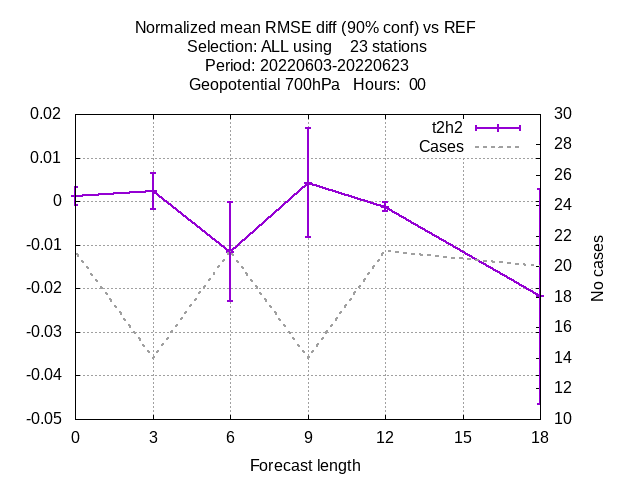 Normalized mean RMSE diff (90% conf) vs REF
Selection: ALL using    23 stations
Period: 20220603-20220623
Geopotential 700hPa   Hours:  00
t2h2
Cases
0.02
0.01
0
-0.01
-0.02
-0.03
-0.04
-0.05
30
28
26
24
22
20
18
16
14
12
10
No cases
0 3 6 9 12 15 18
Forecast length